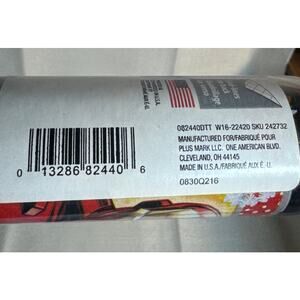 082440DTT W16-22420 SKU 242732
MANUFACTURED FOR/FABRIQUÉ POUR
PLUS MARK LLC. ONE AMERICAN BLVD.
CLEVELAND, OH 44145
MADE IN U.S.A./FABRIQUÉ AUX É.-U.
0830Q216
0 13286 82440 6